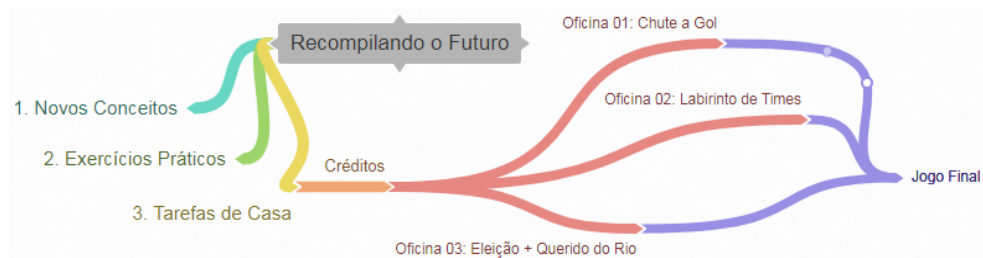 Recompilando o Futuro
1. Novos Conceitos
2. Exercícios Práticos
3. Tarefas de Casa
Créditos
Oficina 01: Chute a Gol
Oficina 02: Labirinto de Times
Oficina 03: Eleição + Querido do Rio
Jogo Final